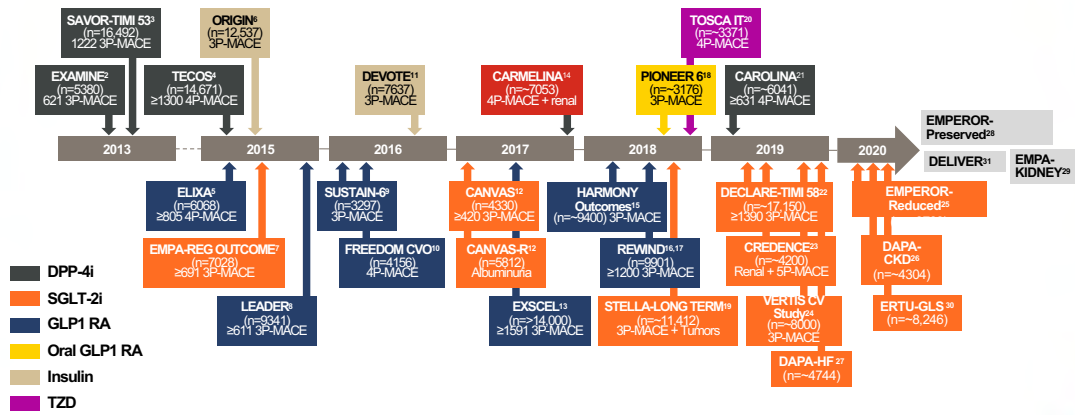 SAVOR-TIMI 53³
(n=16,492)
1222 3P-MACE
ORIGIN⁶
(n=12,537)
3P-MACE
TOSCA IT²⁰
(n=~3371)
4P-MACE
EXAMINE²
(n=5380)
621 3P-MACE
TECOS⁴
(n=14,671)
≥1300 4P-MACE
DEVOTE¹¹
(n=7637)
3P-MACE
CARMELINA¹⁴
(n=~7053)
4P-MACE + renal
PIONEER 6¹⁸
(n=~3176)
3P-MACE
CAROLINA²¹
(n=~6041)
≥631 4P-MACE
2013
2015
2016
2017
2018
2019
2020
EMPEROR-
Preserved²⁸
DELIVER³¹
EMPA-
KIDNEY²⁹
ELIXA⁵
(n=6068)
≥805 4P-MACE
SUSTAIN-6⁹
(n=3297)
3P-MACE
CANVAS¹²
(n=4330)
≥420 3P-MACE
HARMONY
Outcomes¹⁵
(n=~9400) 3P-MACE
DECLARE-TIMI 58²²
(n=~17,150)
≥1390 3P-MACE
EMPEROR-
Reduced²⁵
EMPA-REG OUTCOME⁷
(n=7028)
≥691 3P-MACE
FREEDOM CVO¹⁰
(n=4156)
4P-MACE
CANVAS-R¹²
(n=5812)
Albuminuria
REWIND¹⁶,¹⁷
(n=9901)
≥1200 3P-MACE
CREDENCE²³
(n=~4200)
Renal + 5P-MACE
DAPA-
CKD²⁶
(n=~4304)
LEADER⁸
(n=9341)
≥611 3P-MACE
EXSCEL¹³
(n=>14,000)
≥1591 3P-MACE
STELLA-LONG TERM¹⁹
(n=~11,412)
3P-MACE + Tumors
VERTIS CV
Study²⁴
(n=~8000)
3P-MACE
ERTU-GLS ³⁰
(n=~8,246)
DAPA-HF ²⁷
(n=~4744)
DPP-4i
SGLT-2i
GLP1 RA
Oral GLP1 RA
Insulin
TZD